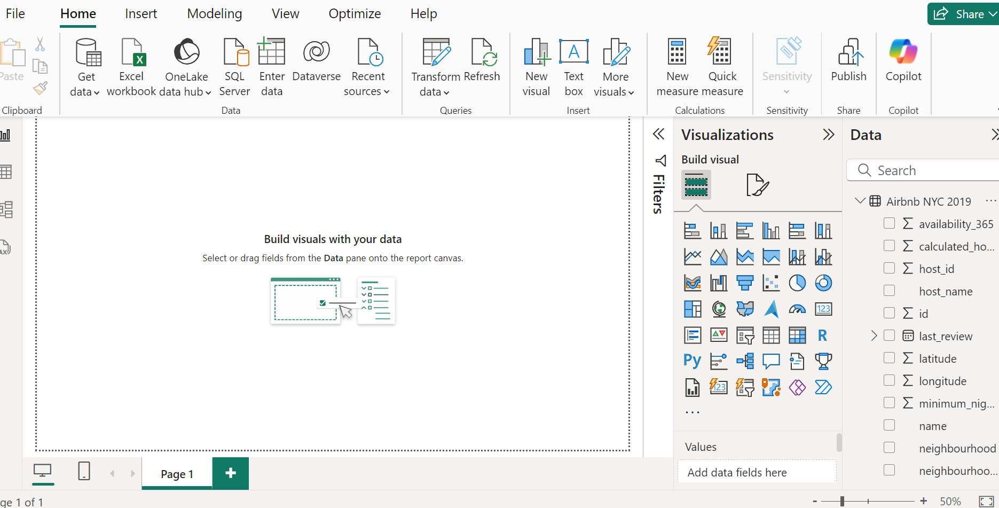 File Home Insert Modeling View Optimize Help Share
Paste
Get data
Excel workbook
OneLake data hub
SQL Server
Enter data
Dataverse
Recent sources
Transform data
Refresh
New visual
Text box
More visuals
New measure
Quick measure
Sensitivity
Publish
Copilot
Clipboard Data Queries Insert Calculations Sensitivity Share Copilot
Build visuals with your data
Select or drag fields from the Data pane onto the report canvas.
Filters
Visualizations
Build visual
123
R
Py
123
Values
Add data fields here
Data
Search
Airbnb NYC 2019 ...
availability_365
calculated_ho...
host_id
host_name
id
last_review
latitude
longitude
minimum_nig...
name
neighbourhood
neighbourhoo...
Page 1
ge 1 of 1
- + 50%